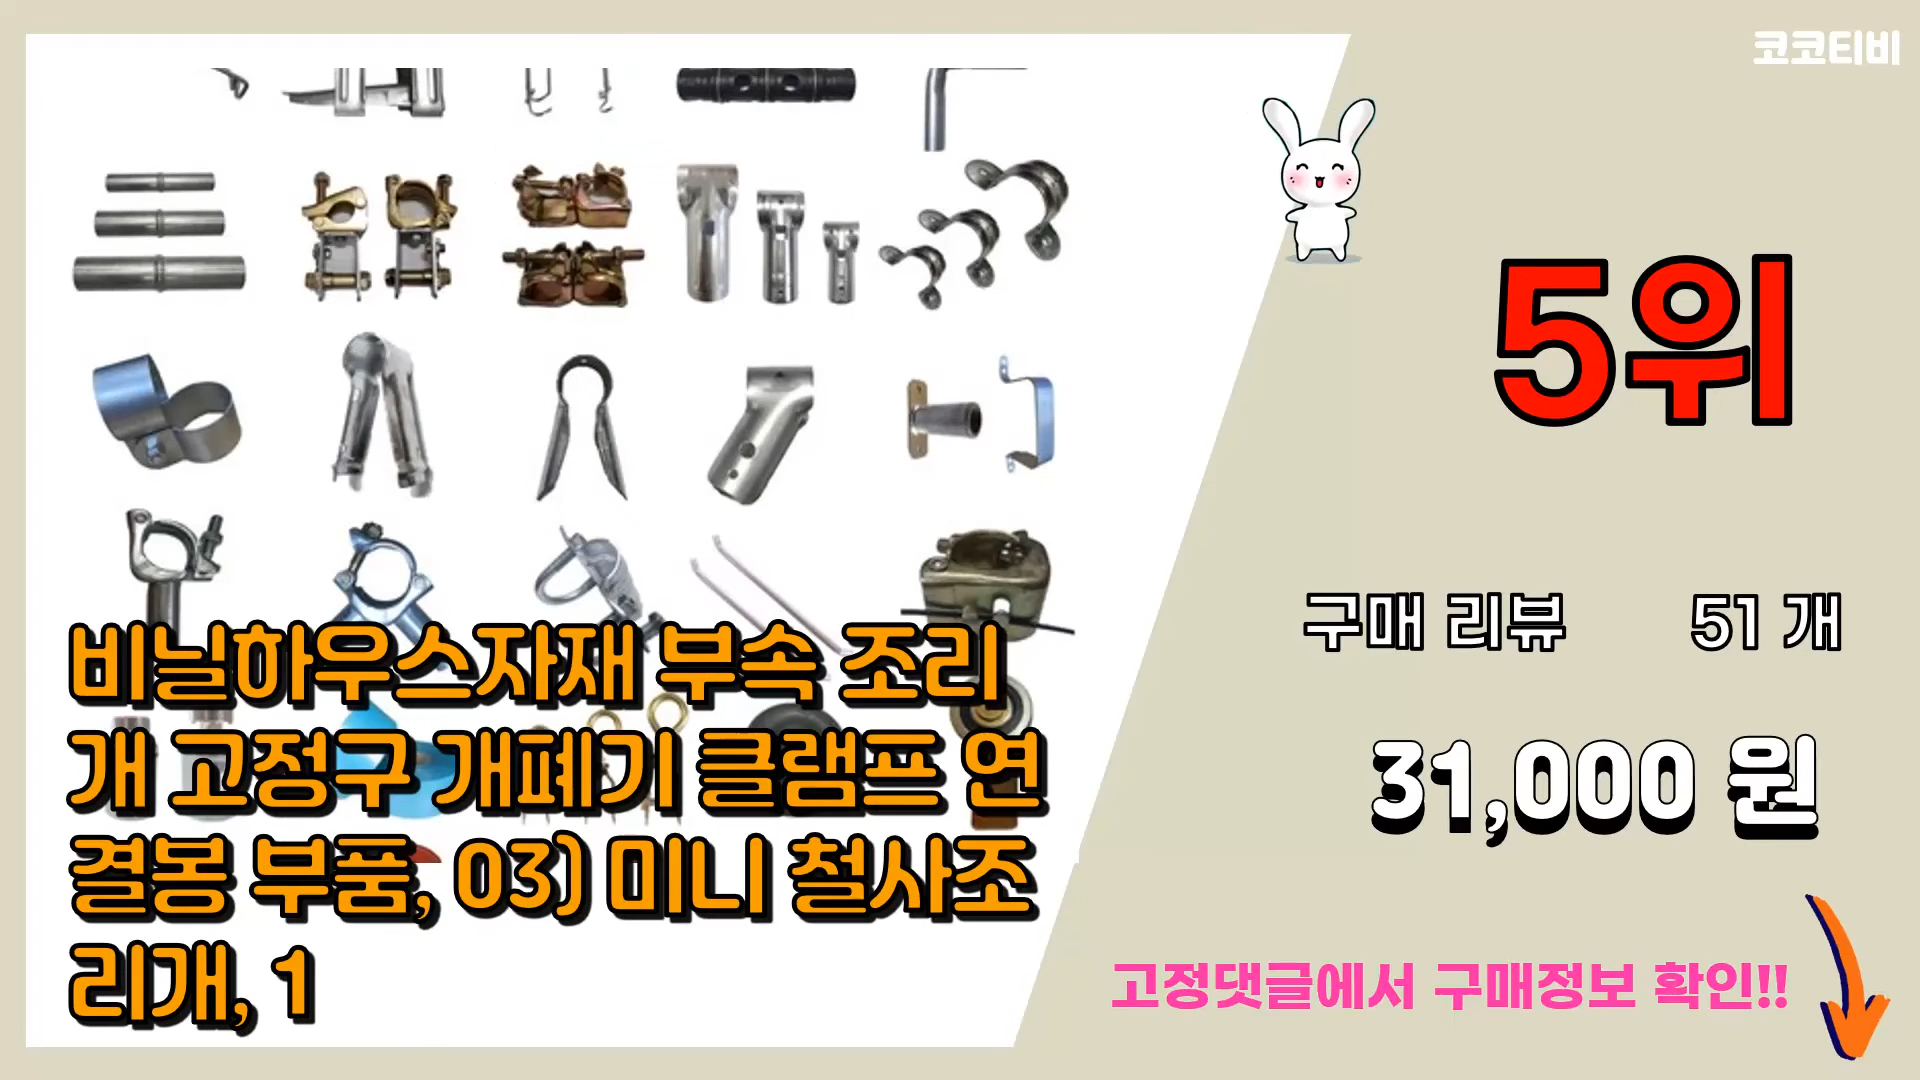 코코티비
5위
구매 리뷰 51 개
31,000 원
비닐하우스자재 부속 조리
개 고정구 개폐기 클램프 연
결봉 부품, 03) 미니 철사조
리개, 1
고정댓글에서 구매정보 확인!!